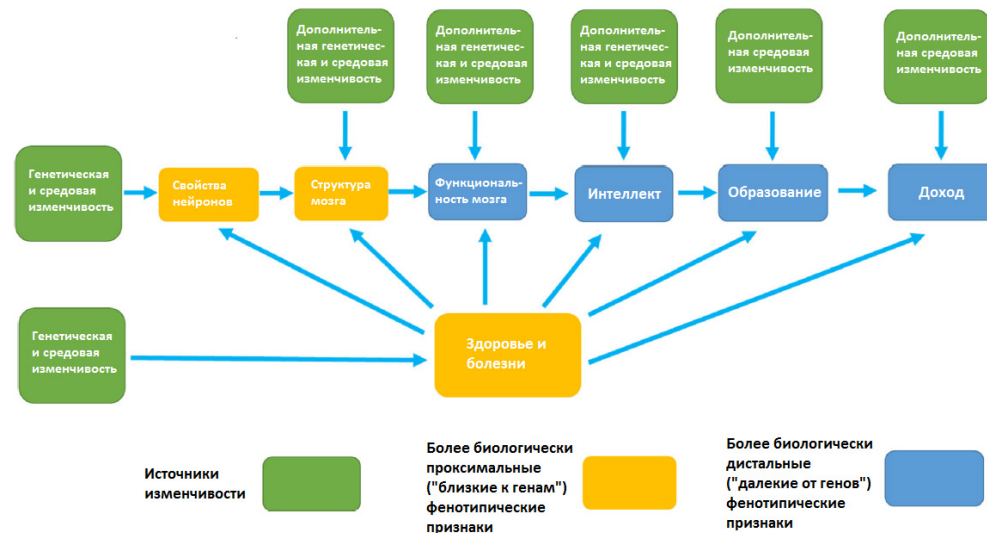 Дополнитель-
ная генетичес-
кая и средовая
изменчивость
Дополнитель-
ная генетичес-
кая и средовая
изменчивость
Дополнитель-
ная генетичес-
кая и средовая
изменчивость
Дополнитель-
ная средовая
изменчивость
Дополнитель-
ная средовая
изменчивость
Генетическая
и средовая
изменчивость
Свойства
нейронов
Структура
мозга
Функциональ-
ность мозга
Интеллект
Образование
Доход
Генетическая
и средовая
изменчивость
Здоровье и
болезни
Источники
изменчивости
Более биологически
проксимальные
("близкие к генам")
фенотипические
признаки
Более биологически
дистальные
("далекие от генов")
фенотипические
признаки